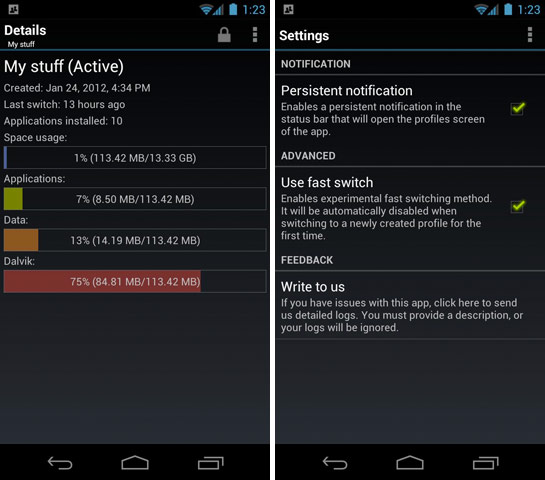 1:23
Details
My stuff
My stuff (Active)
Created: Jan 24, 2012, 4:34 PM
Last switch: 13 hours ago
Applications installed: 10
Space usage:
1% (113.42 MB/13.33 GB)
Applications:
7% (8.50 MB/113.42 MB)
Data:
13% (14.19 MB/113.42 MB)
Dalvik:
75% (84.81 MB/113.42 MB)
1:23
Settings
NOTIFICATION
Persistent notification
Enables a persistent notification in the
status bar that will open the profiles screen
of the app.
ADVANCED
Use fast switch
Enables experimental fast switching method.
It will be automatically disabled when
switching to a newly created profile for the
first time.
FEEDBACK
Write to us
If you have issues with this app, click here to send
us detailed logs. You must provide a description, or
your logs will be ignored.